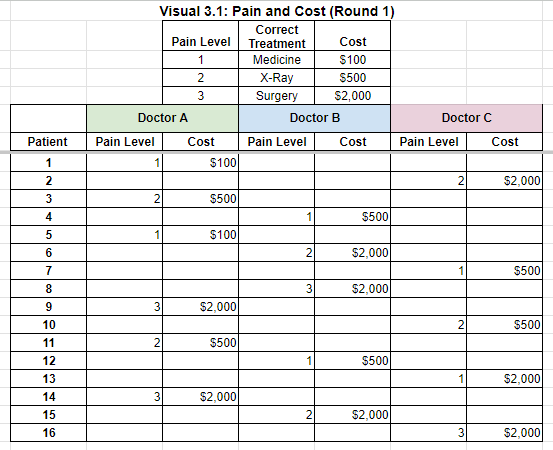 Visual 3.1: Pain and Cost (Round 1)
Pain Level Correct Treatment Cost
1 Medicine $100
2 X-Ray $500
3 Surgery $2,000
Doctor A Doctor B Doctor C
Patient Pain Level Cost Pain Level Cost Pain Level Cost
1 1 $100
2 2 $2,000
3 2 $500
4 1 $500
5 1 $100
6 2 $2,000
7 1 $500
8 3 $2,000
9 3 $2,000
10 2 $500
11 2 $500
12 1 $500
13 1 $2,000
14 3 $2,000
15 2 $2,000
16 3 $2,000